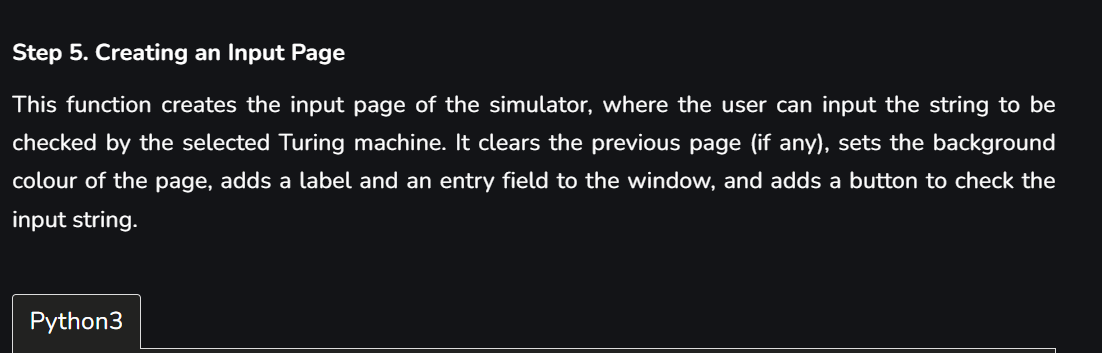 Step 5. Creating an Input Page
This function creates the input page of the simulator, where the user can input the string to be
checked by the selected Turing machine. It clears the previous page (if any), sets the background
colour of the page, adds a label and an entry field to the window, and adds a button to check the
input string.
Python3